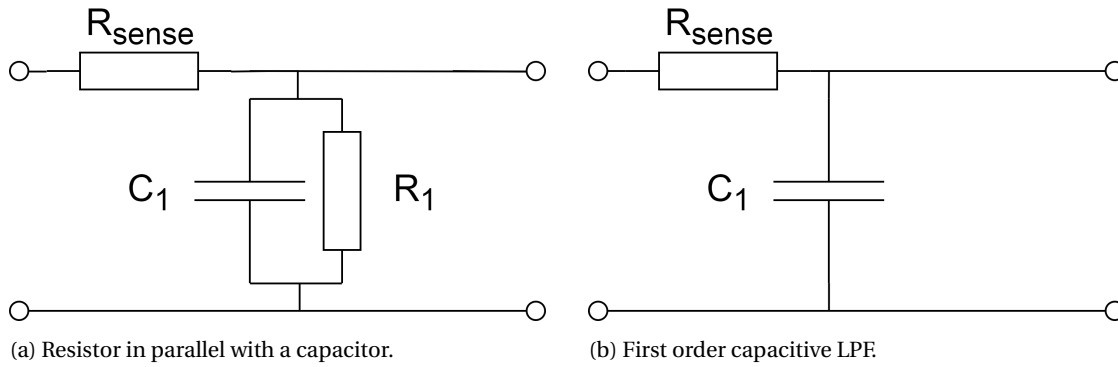 Rsense
C1
R1
(a) Resistor in parallel with a capacitor.
Rsense
C1
(b) First order capacitive LPF.